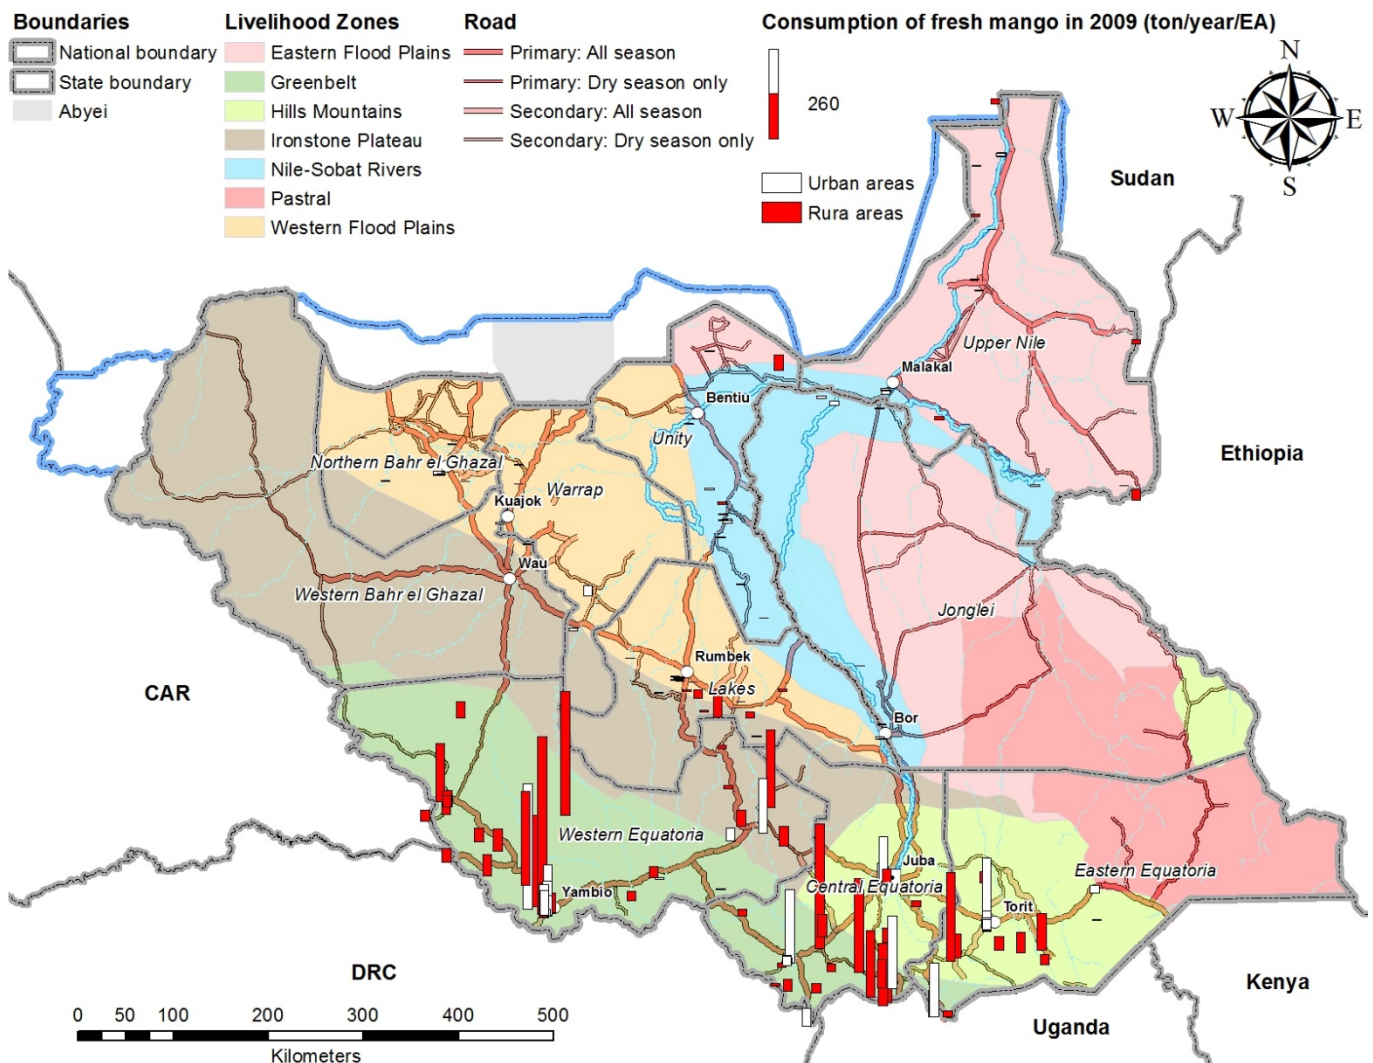 Boundaries
National boundary
State boundary
Abyei
Livelihood Zones
Eastern Flood Plains
Greenbelt
Hills Mountains
Ironstone Plateau
Nile-Sobat Rivers
Pastral
Western Flood Plains
Road
Primary: All season
Primary: Dry season only
Secondary: All season
Secondary: Dry season only
Consumption of fresh mango in 2009 (ton/year/EA)
260
Urban areas
Rura areas
N
W E
S
Sudan
Upper Nile
Malakal
Bentiu
Unity
Ethiopia
Northern Bahr el Ghazal
Warrap
Kuajok
Wau
Western Bahr el Ghazal
Jonglei
Rumbek
Lakes
CAR
Bor
Western Equatoria
Juba
Central Equatoria
Eastern Equatoria
Yambio
Torit
DRC
Kenya
Uganda
0 50 100 200 300 400 500
Kilometers